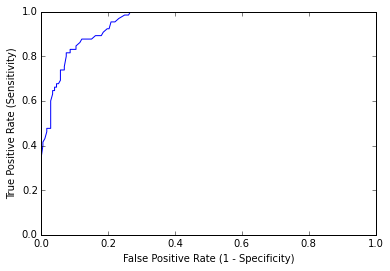 1.0
0.8
0.6
0.4
0.2
0.0
True Positive Rate (Sensitivity)
0.0 0.2 0.4 0.6 0.8 1.0
False Positive Rate (1 - Specificity)